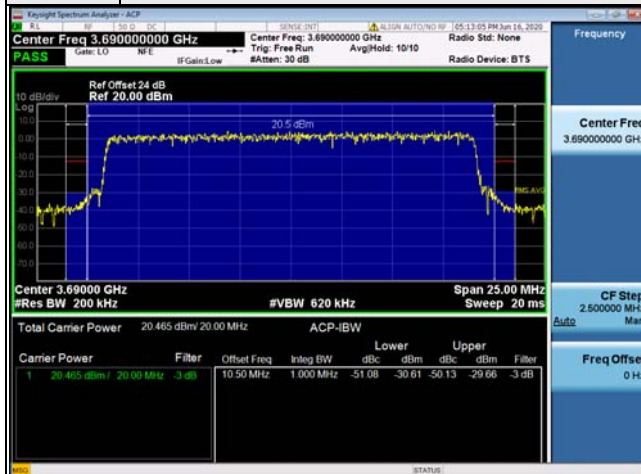 Keysight Spectrum Analyzer - ACP
RL RF 50 Ω DC SENSE:INT ALIGN AUTO/NO RF 05:13:05 PM Jun 16, 2020
Center Freq 3.690000000 GHz
PASS
Gate: LO NFE
IFGain:Low
Center Freq: 3.690000000 GHz
Trig: Free Run Avg|Hold: 10/10
#Atten: 30 dB
Radio Std: None
Radio Device: BTS
Frequency
Ref Offset 24 dB
10 dB/div Ref 20.00 dBm
Log
10.0
0.00
-10.0
-20.0
-30.0
-40.0
-50.0
-60.0
-70.0
20.5 dBm
RMS AVG
Center 3.69000 GHz Span 25.00 MHz
#Res BW 200 kHz #VBW 620 kHz Sweep 20 ms
Total Carrier Power 20.465 dBm/ 20.00 MHz ACP-IBW
Lower Upper
Carrier Power Filter Offset Freq Integ BW dBc dBm dBc dBm Filter
1 20.465 dBm / 20.00 MHz -3 dB 10.50 MHz 1.000 MHz -51.08 -30.61 -50.13 -29.66 -3 dB
Center Freq
3.690000000 GH
CF Step
2.500000 MH
Auto Man
Freq Offse
0 H
MSG STATUS